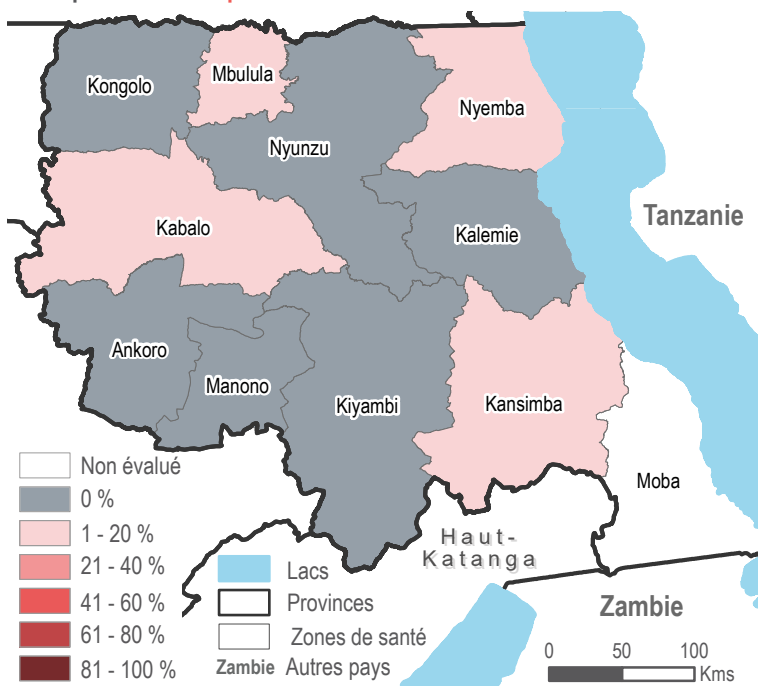 Kongolo
Mbulula
Nyemba
Nyunzu
Tanzanie
Kabalo
Kalemie
Ankoro
Manono
Kiyambi
Kansimba
Moba
Haut-
Katanga
Zambie
Non évalué
0 %
1 - 20 %
21 - 40 %
41 - 60 %
61 - 80 %
81 - 100 %
Lacs
Provinces
Zones de santé
Zambie Autres pays
0 50 100
Kms